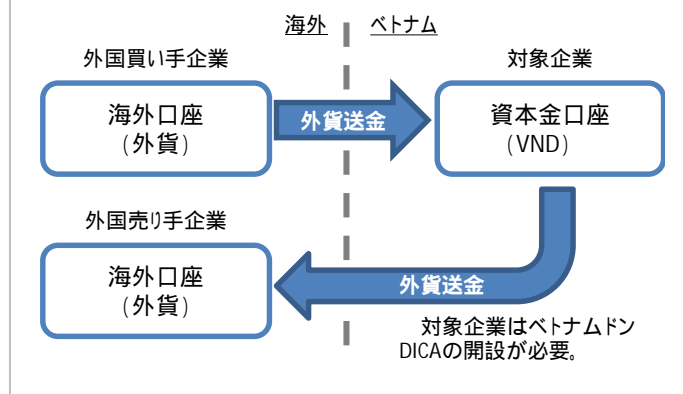 海外
ベトナム
外国買い手企業
対象企業
海外口座
(外貨)
外貨送金
資本金口座
(VND)
外国売り手企業
海外口座
(外貨)
外貨送金
対象企業はベトナムドン
DICAの開設が必要。